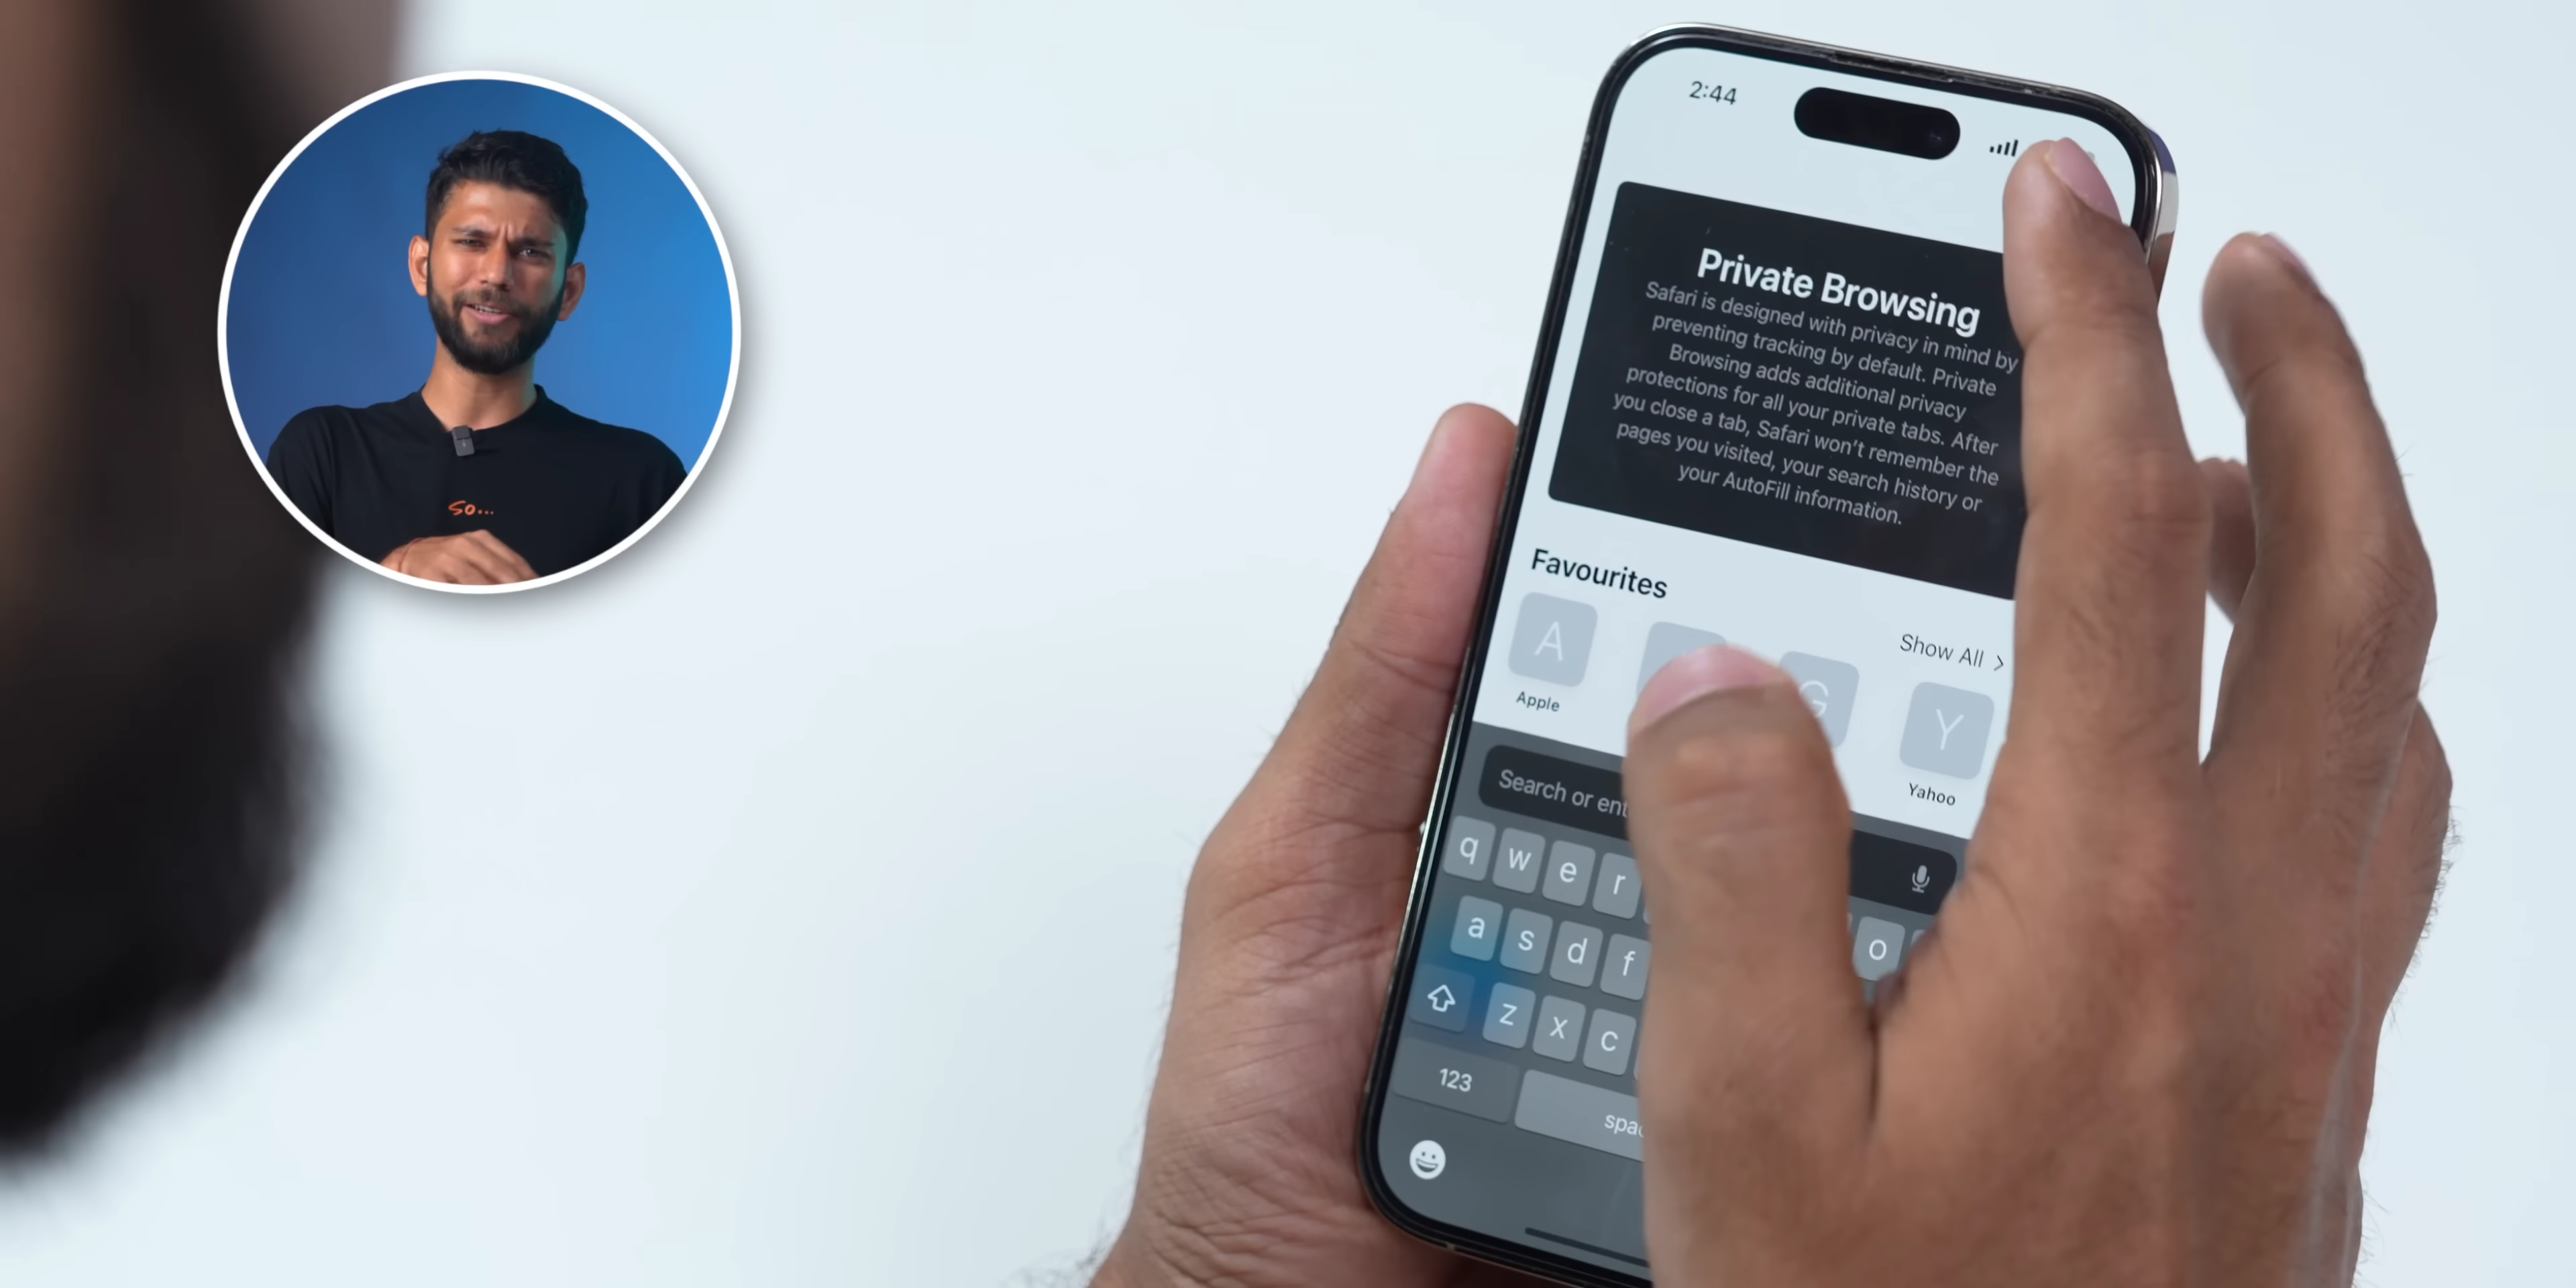 So...
2:44
Private Browsing
Safari is designed with privacy in mind by
preventing tracking by default. Private
Browsing adds additional privacy
protections for all your private tabs. After
you close a tab, Safari won't remember the
pages you visited, your search history or
your AutoFill information.
Favourites
Show All >
A
G
Y
Apple
Yahoo
Search or
q w e r
a s d f o
z x c
123